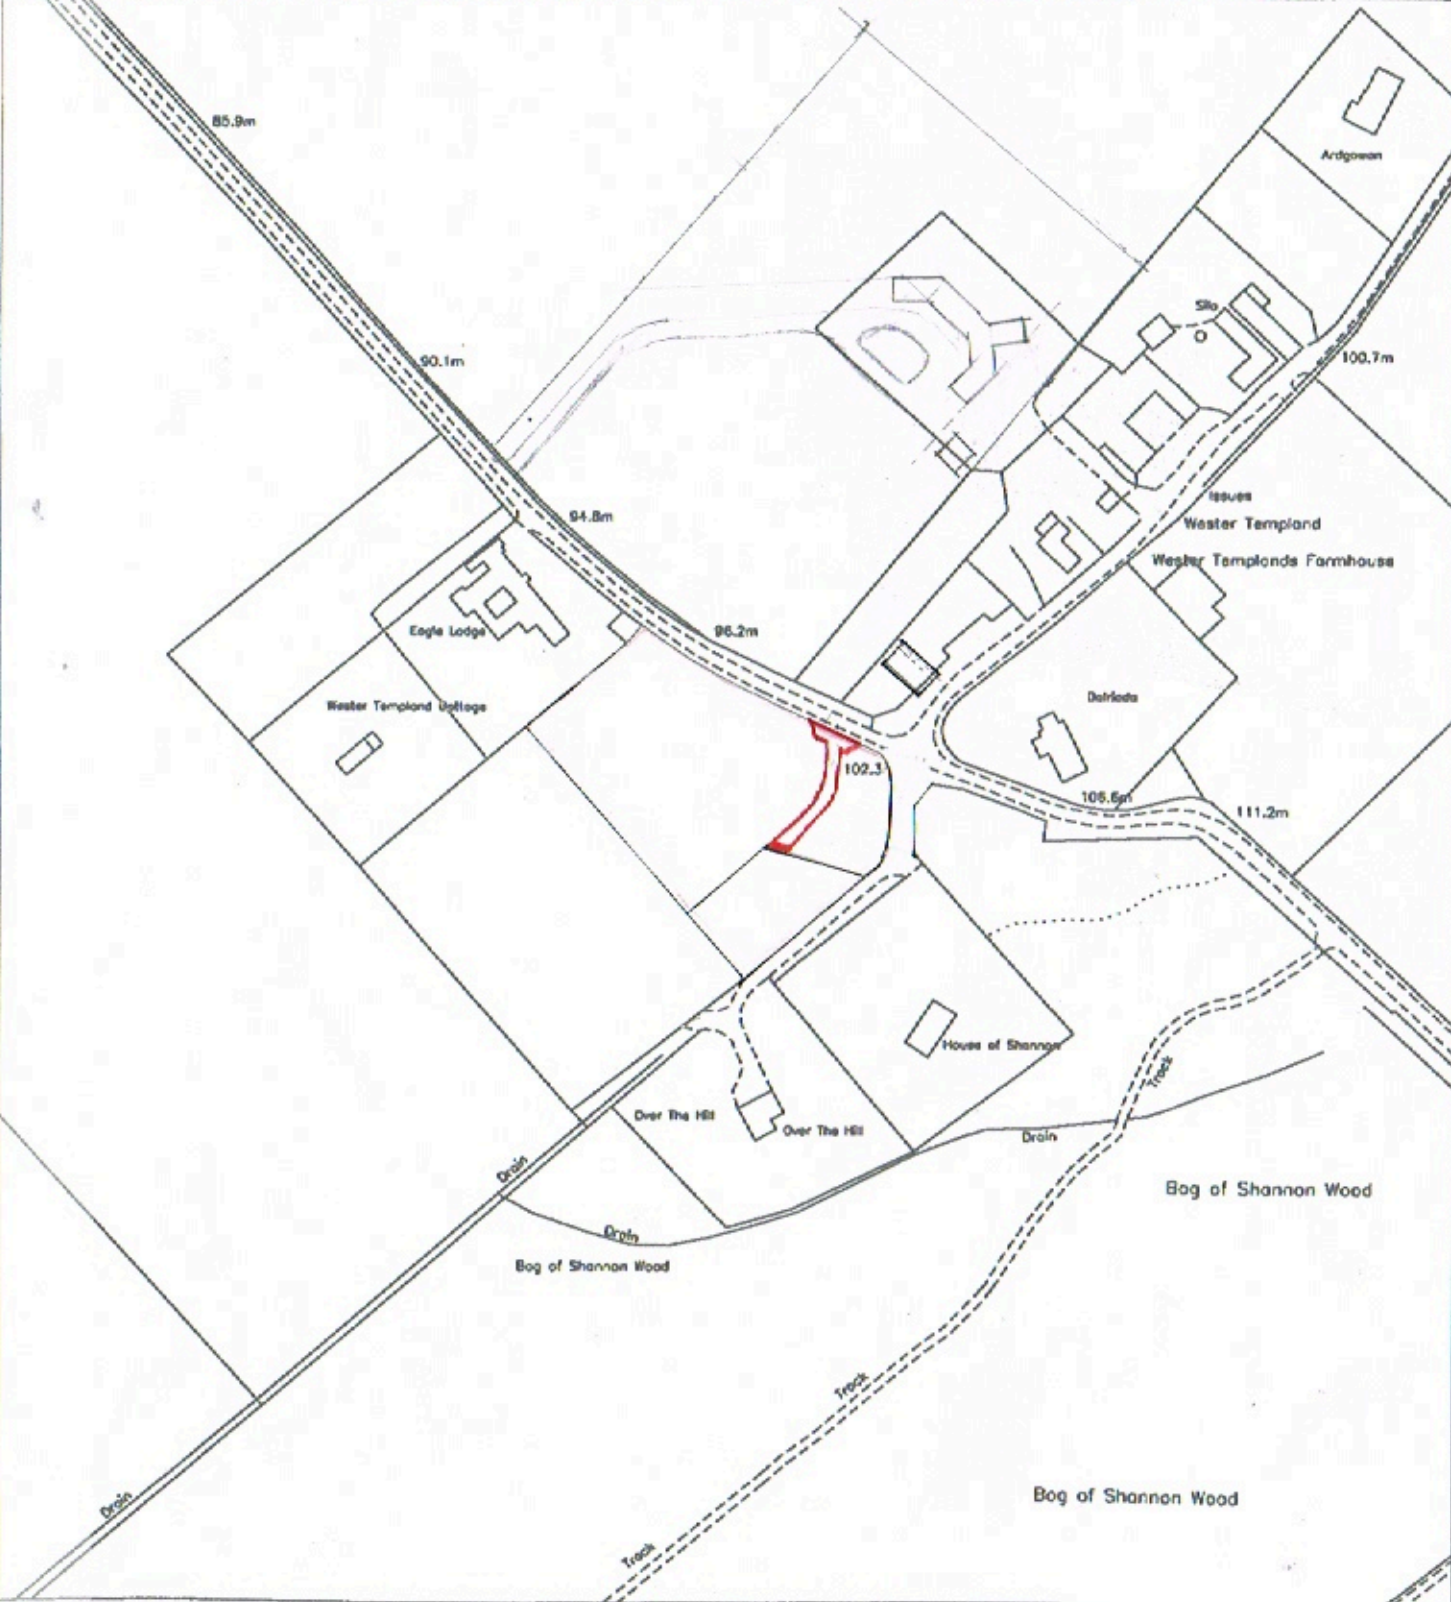 85.9m
Ardgowan
Silo
100.7m
90.1m
Issues
94.8m
Wester Templand
Wester Templands Farmhouse
Eagle Lodge
96.2m
Wester Templand Cottage
Dalriada
102.3
106.6m
111.2m
House of Shannon
Track
Over The Hill
Over The Hill
Drain
Drain
Bog of Shannon Wood
Drain
Bog of Shannon Wood
Track
Bog of Shannon Wood
Drain
Track